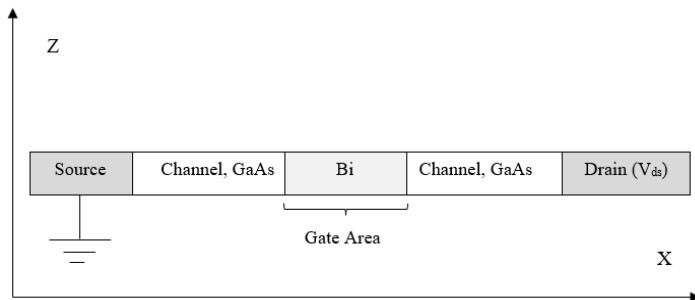 Z
Source
Channel, GaAs
Bi
Channel, GaAs
Drain (Vds)
Gate Area
X